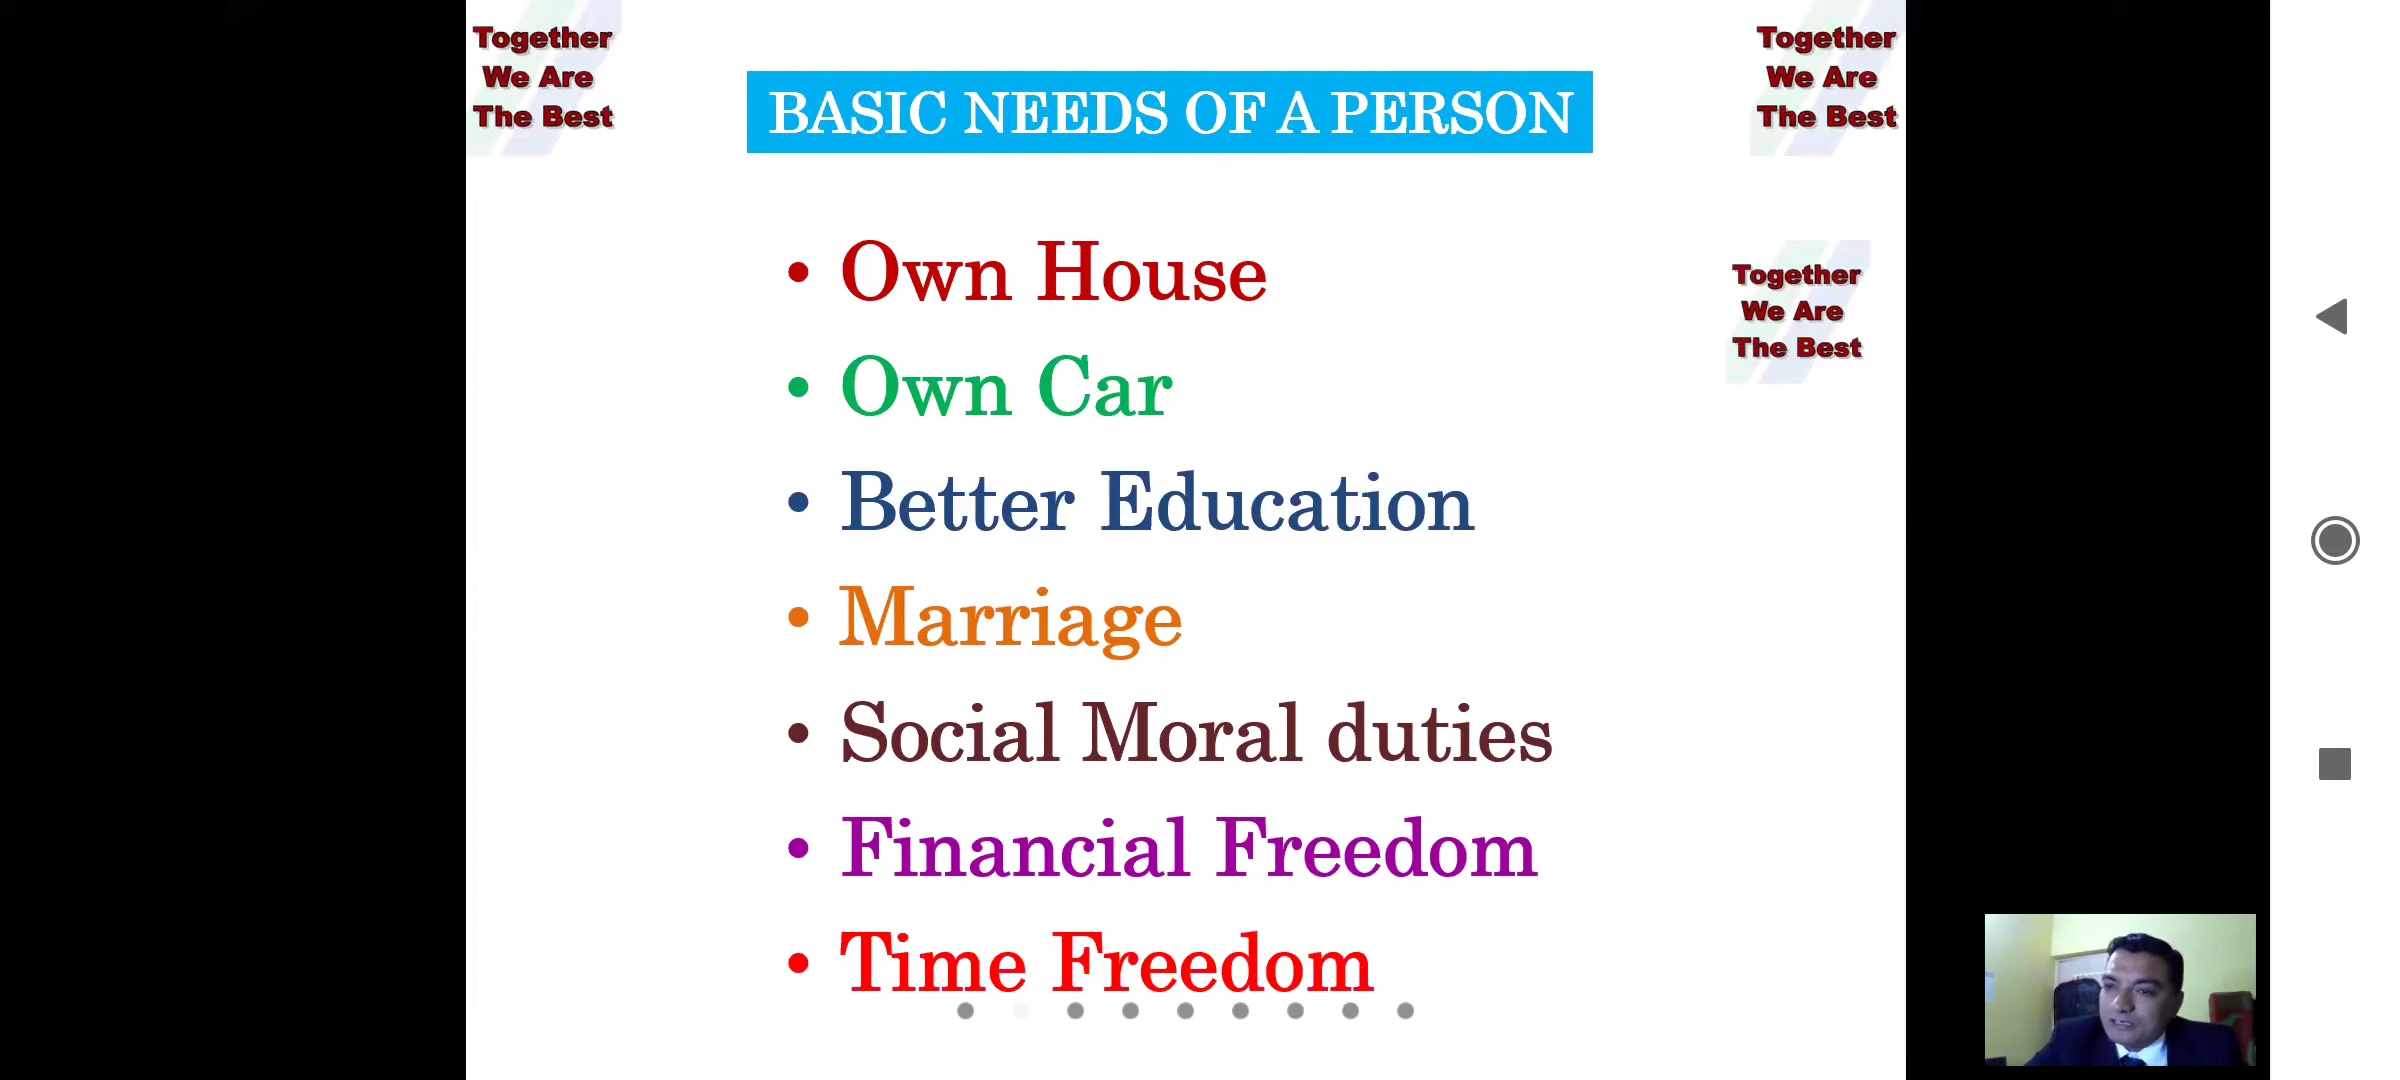 Together
We Are
The Best
BASIC NEEDS OF A PERSON
Together
We Are
The Best
• Own House
Together
We Are
The Best
• Own Car
• Better Education
• Marriage
• Social Moral duties
• Financial Freedom
• Time Freedom